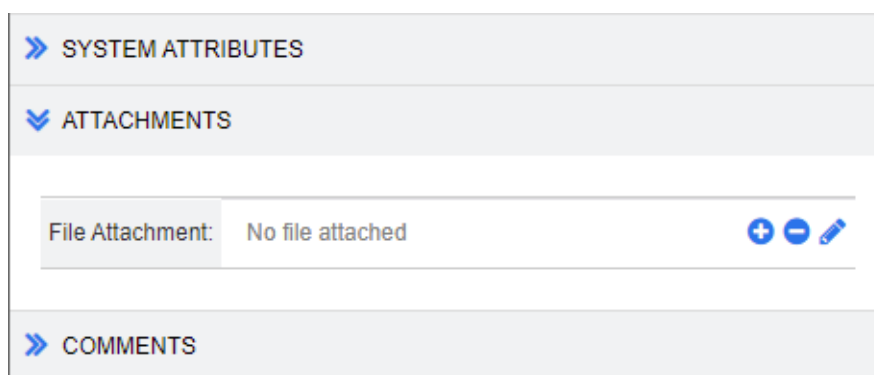 SYSTEM ATTRIBUTES
ATTACHMENTS
File Attachment: No file attached
COMMENTS